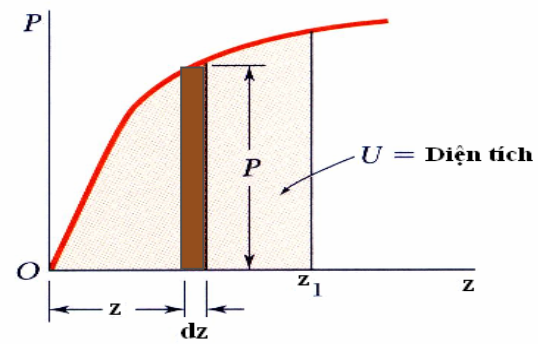 P
P
U = Diện tích
O
z₁
z
z
dz